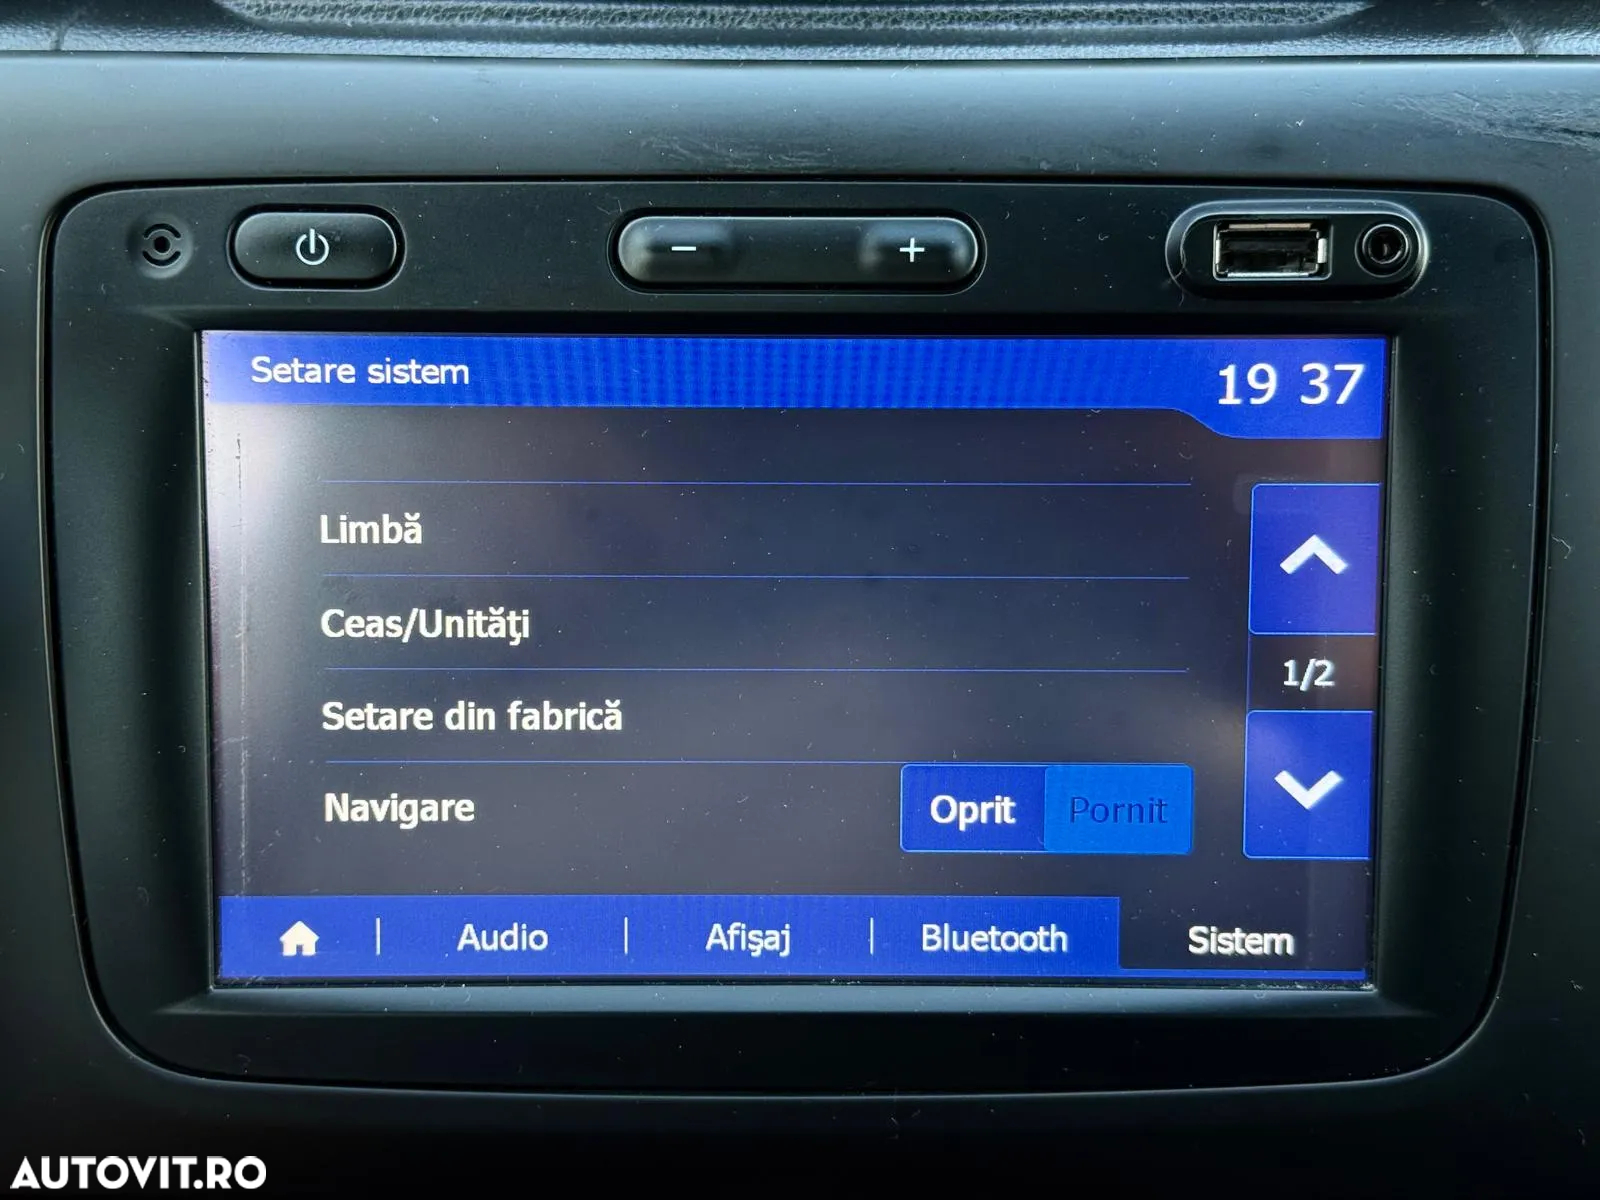 Setare sistem
19 37
Limbă
Ceas/Unităţi
1/2
Setare din fabrică
Navigare
Oprit
Pornit
Audio
Afişaj
Bluetooth
Sistem
AUTOVIT.RO